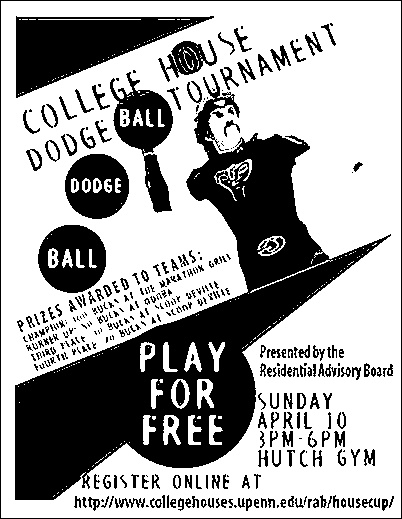 COLLEGE HOUSE
DODGE BALL TOURNAMENT
DODGE
BALL
PRIZES AWARDED TO TEAMS:
CHAMPION: 100 BUCKS AT THE MARATHON GRILL
RUNNER UP: 50 BUCKS AT QDOBA
THIRD PLACE: 30 BUCKS AT SCOOP DEVILLE
FOURTH PLACE: 20 BUCKS AT SCOOP DEVILLE
PLAY
FOR
FREE
Presented by the
Residential Advisory Board
SUNDAY
APRIL 10
3PM-6PM
HUTCH GYM
REGISTER ONLINE AT
http://www.collegehouses.upenn.edu/rab/housecup/